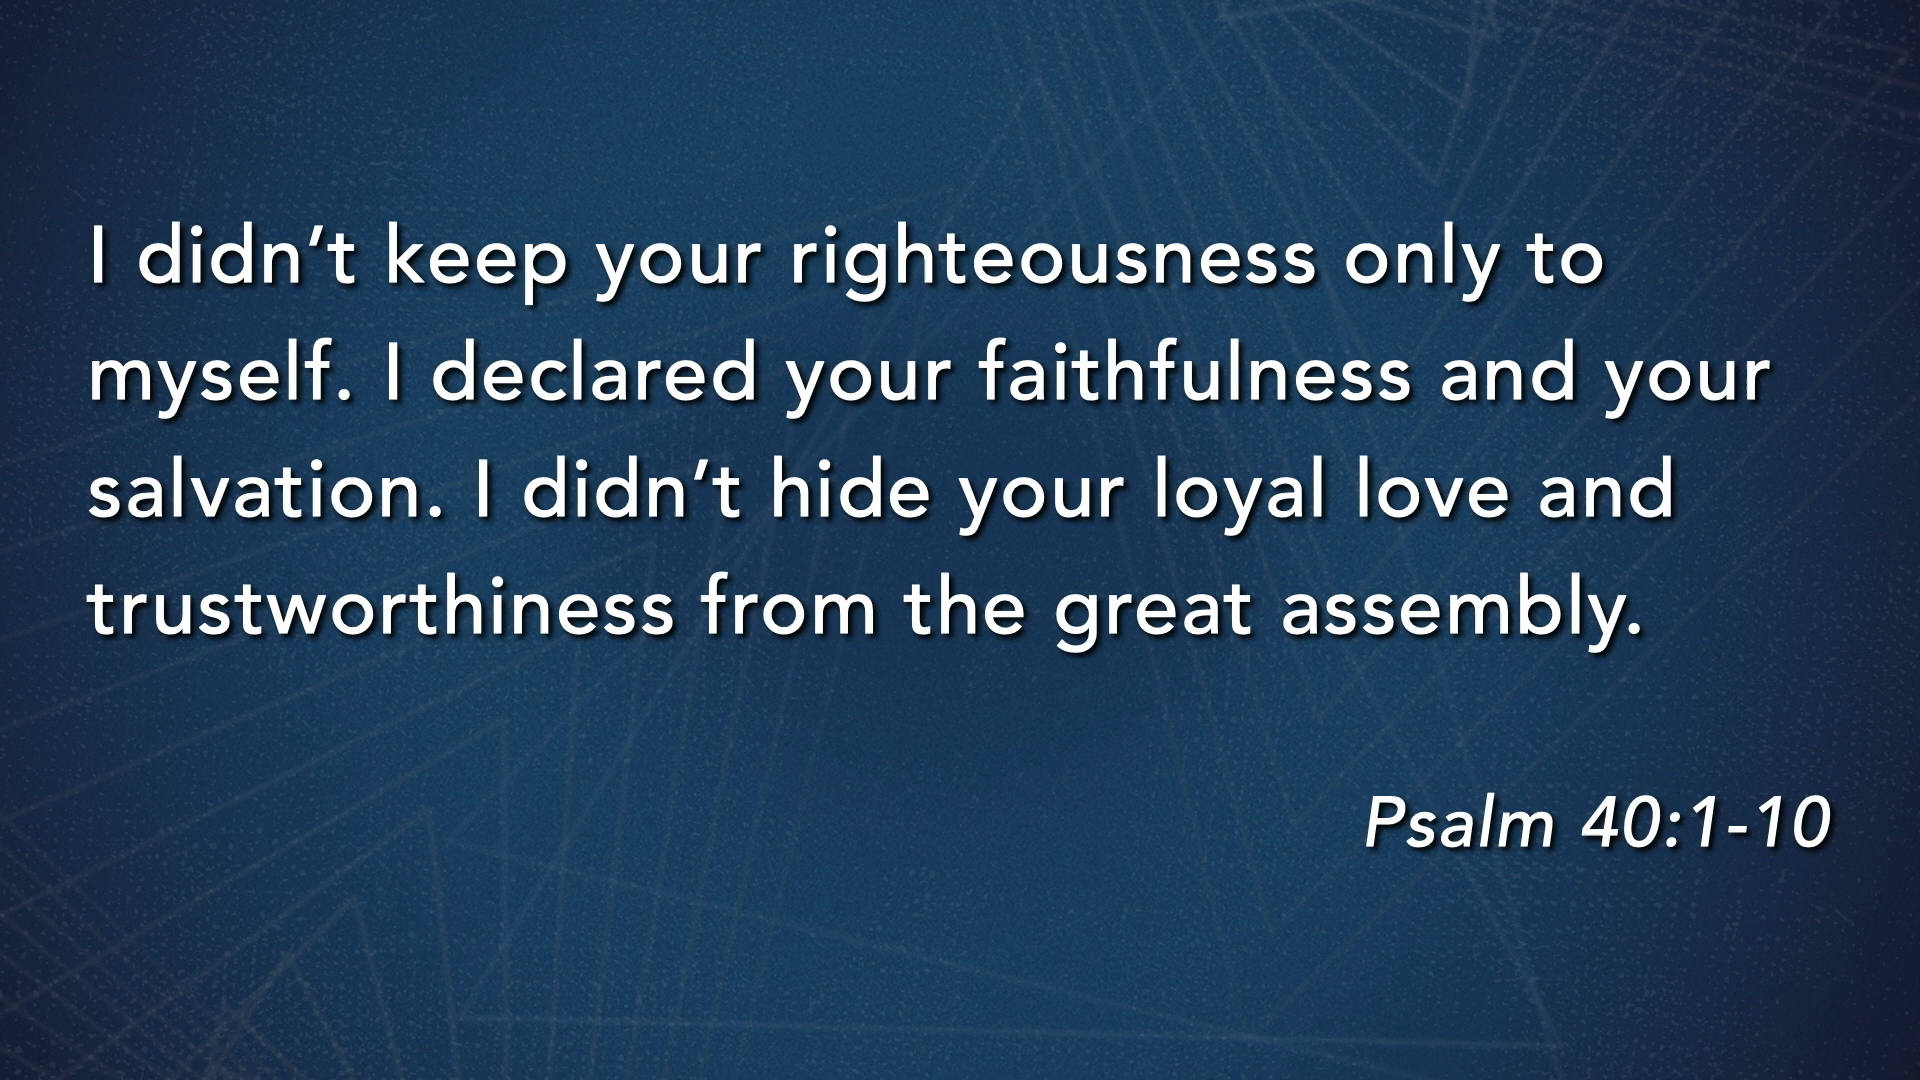 I didn’t keep your righteousness only to
myself. I declared your faithfulness and your
salvation. I didn’t hide your loyal love and
trustworthiness from the great assembly.
Psalm 40:1-10